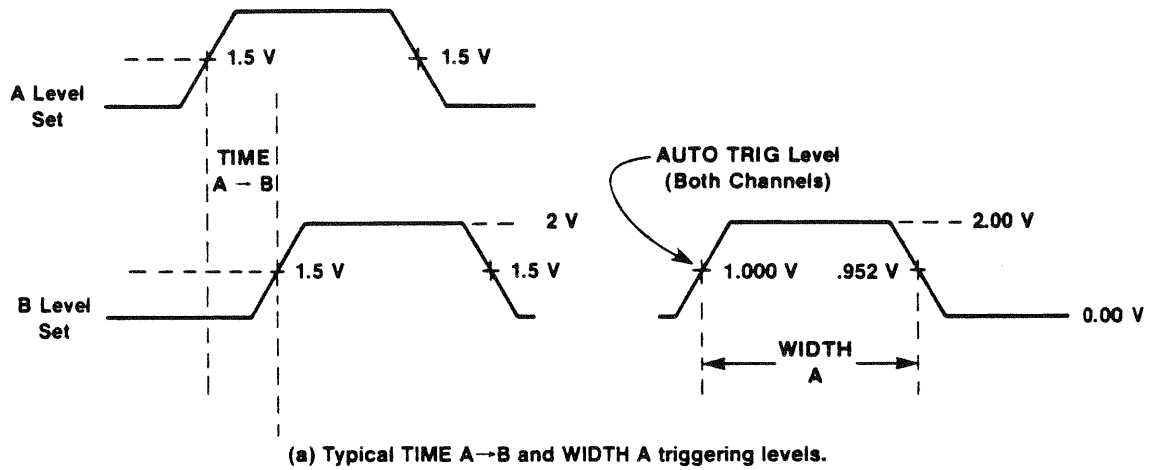 1.5 V
1.5 V
A Level
Set
TIME
A → B
AUTO TRIG Level
(Both Channels)
2 V
2.00 V
1.5 V
1.5 V
1.000 V
.952 V
B Level
Set
0.00 V
WIDTH
A
(a) Typical TIME A→B and WIDTH A triggering levels.